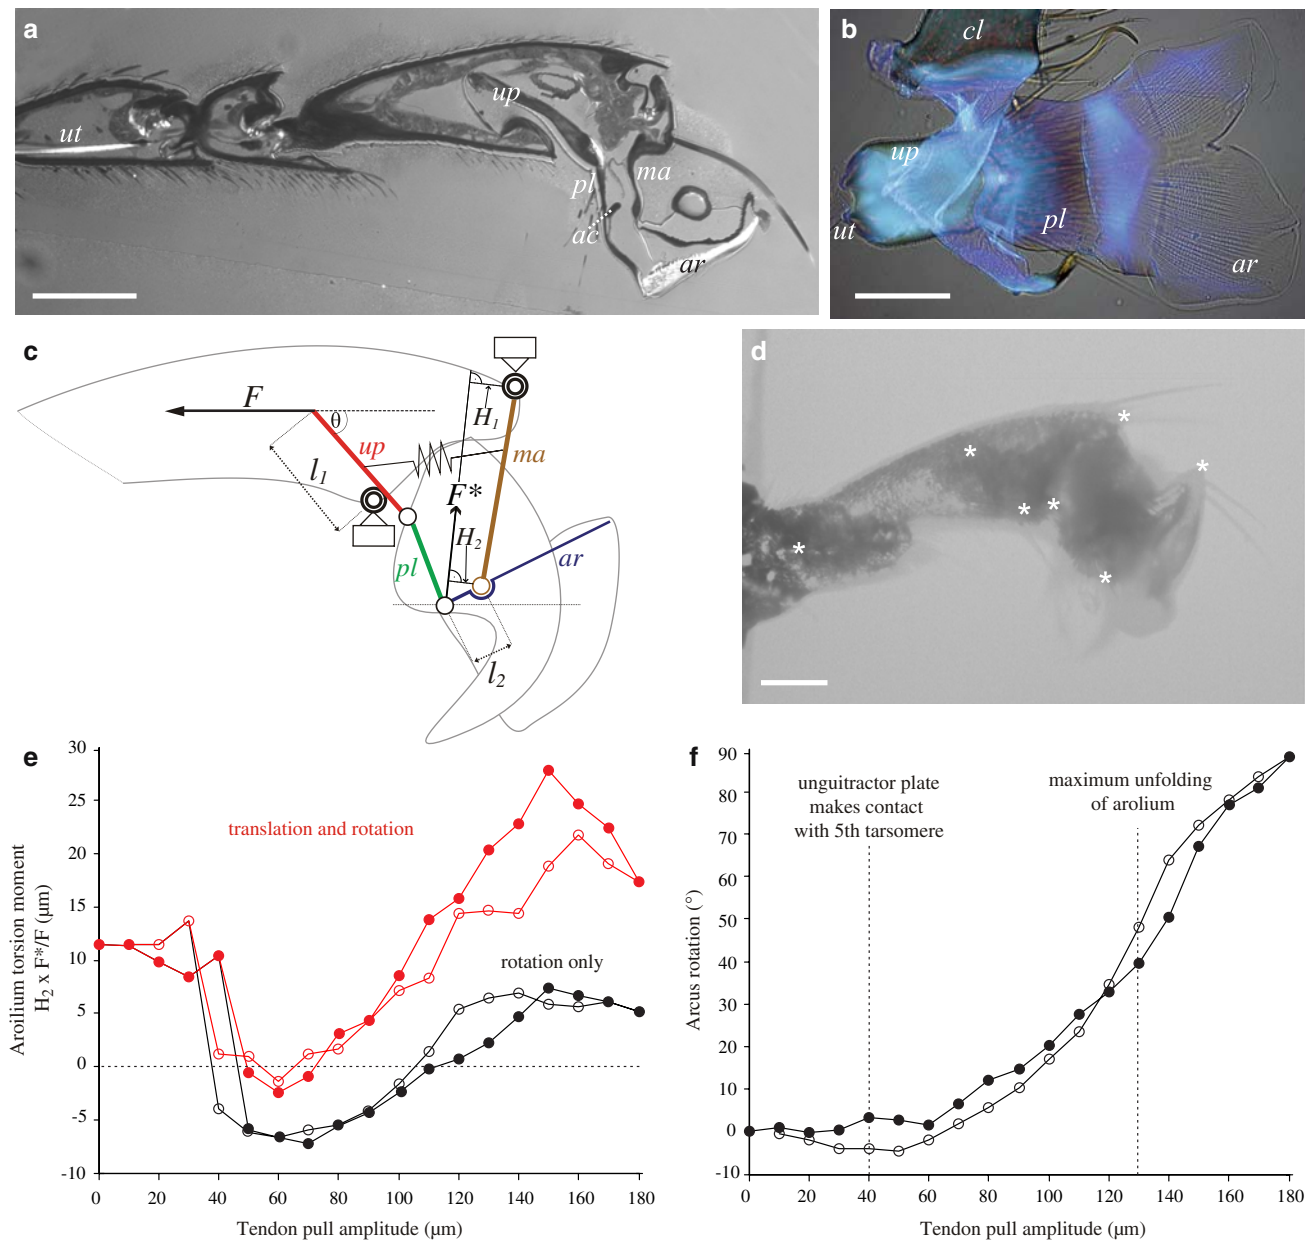 a
ut
up
pl
ma
ac
ar
b
cl
up
ut
pl
ar
c
F
θ
up
l1
H1
ma
F*
H2
pl
ar
l2
d
*
*
*
*
*
*
*
e
30
25
20
15
10
5
0
-5
-10
0 20 40 60 80 100 120 140 160 180
Tendon pull amplitude (µm)
Aroilium torsion moment
H2 x F*/F (µm)
translation and rotation
rotation only
f
90
80
70
60
50
40
30
20
10
0
-10
0 20 40 60 80 100 120 140 160 180
Tendon pull amplitude (µm)
Arcus rotation (°)
unguitractor plate
makes contact
with 5th tarsomere
maximum unfolding
of arolium